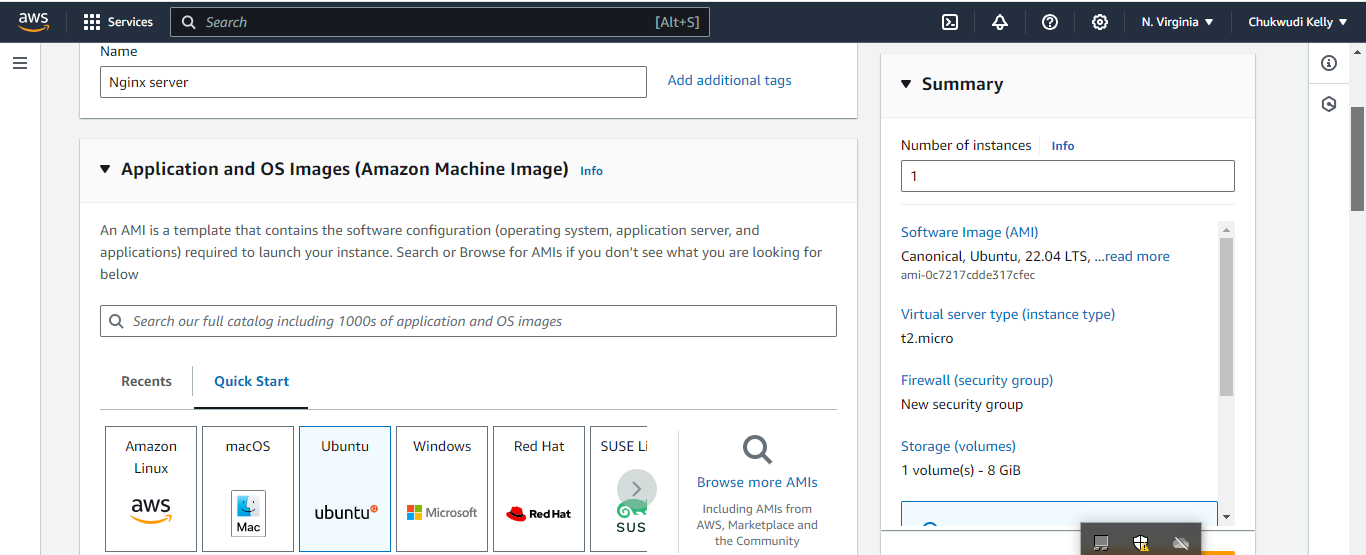 aws
Services
Search
[Alt+S]
N. Virginia
Chukwudi Kelly
Name
Nginx server
Add additional tags
Application and OS Images (Amazon Machine Image)
Info
An AMI is a template that contains the software configuration (operating system, application server, and
applications) required to launch your instance. Search or Browse for AMIs if you don't see what you are looking for
below
Search our full catalog including 1000s of application and OS images
Recents
Quick Start
Amazon
Linux
aws
macOS
Mac
Ubuntu
ubuntu
Windows
Microsoft
Red Hat
Red Hat
SUSE Li
SUS
Browse more AMIs
Including AMIs from
AWS, Marketplace and
the Community
Summary
Number of instances
Info
1
Software Image (AMI)
Canonical, Ubuntu, 22.04 LTS, ...read more
ami-0c7217cdde317cfec
Virtual server type (instance type)
t2.micro
Firewall (security group)
New security group
Storage (volumes)
1 volume(s) - 8 GiB